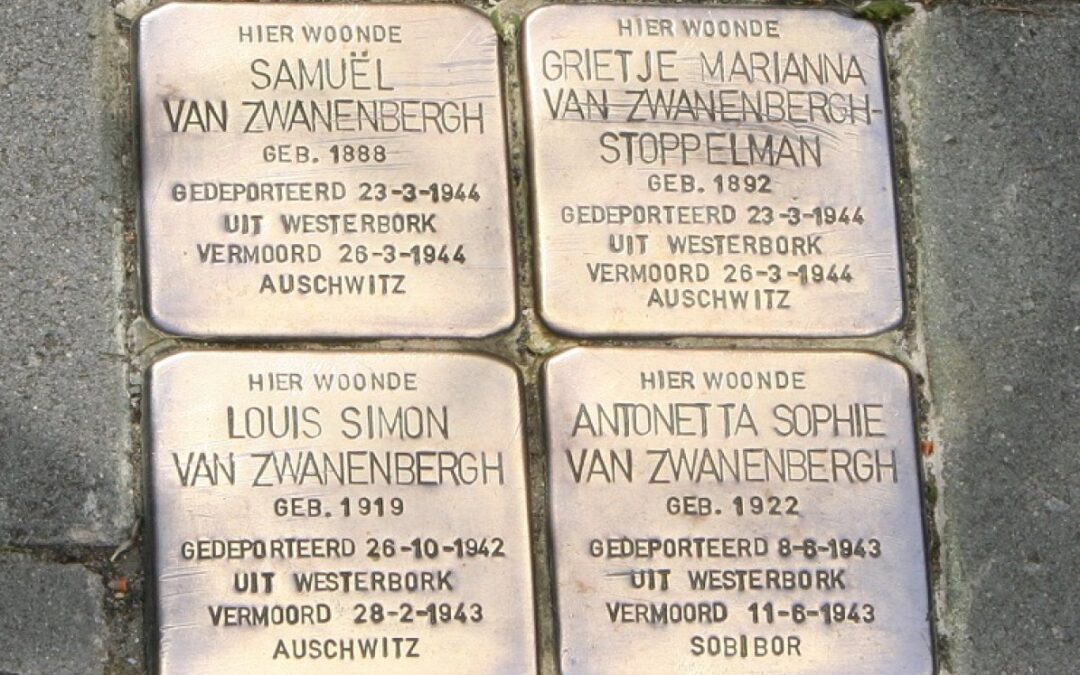 HIER WOONDE
SAMUËL
VAN ZWANENBERGH
GEB. 1888
GEDEPORTEERD 23-3-1944
UIT WESTERBORK
VERMOORD 26-3-1944
AUSCHWITZ
HIER WOONDE
GRIETJE MARIANNA
VAN ZWANENBERGH-
STOPPELMAN
GEB. 1892
GEDEPORTEERD 23-3-1944
UIT WESTERBORK
VERMOORD 26-3-1944
AUSCHWITZ
HIER WOONDE
LOUIS SIMON
VAN ZWANENBERGH
GEB. 1919
GEDEPORTEERD 26-10-1942
UIT WESTERBORK
VERMOORD 28-2-1943
AUSCHWITZ
HIER WOONDE
ANTONETTA SOPHIE
VAN ZWANENBERGH
GEB. 1922
GEDEPORTEERD 8-6-1943
UIT WESTERBORK
VERMOORD 11-6-1943
SOBIBOR